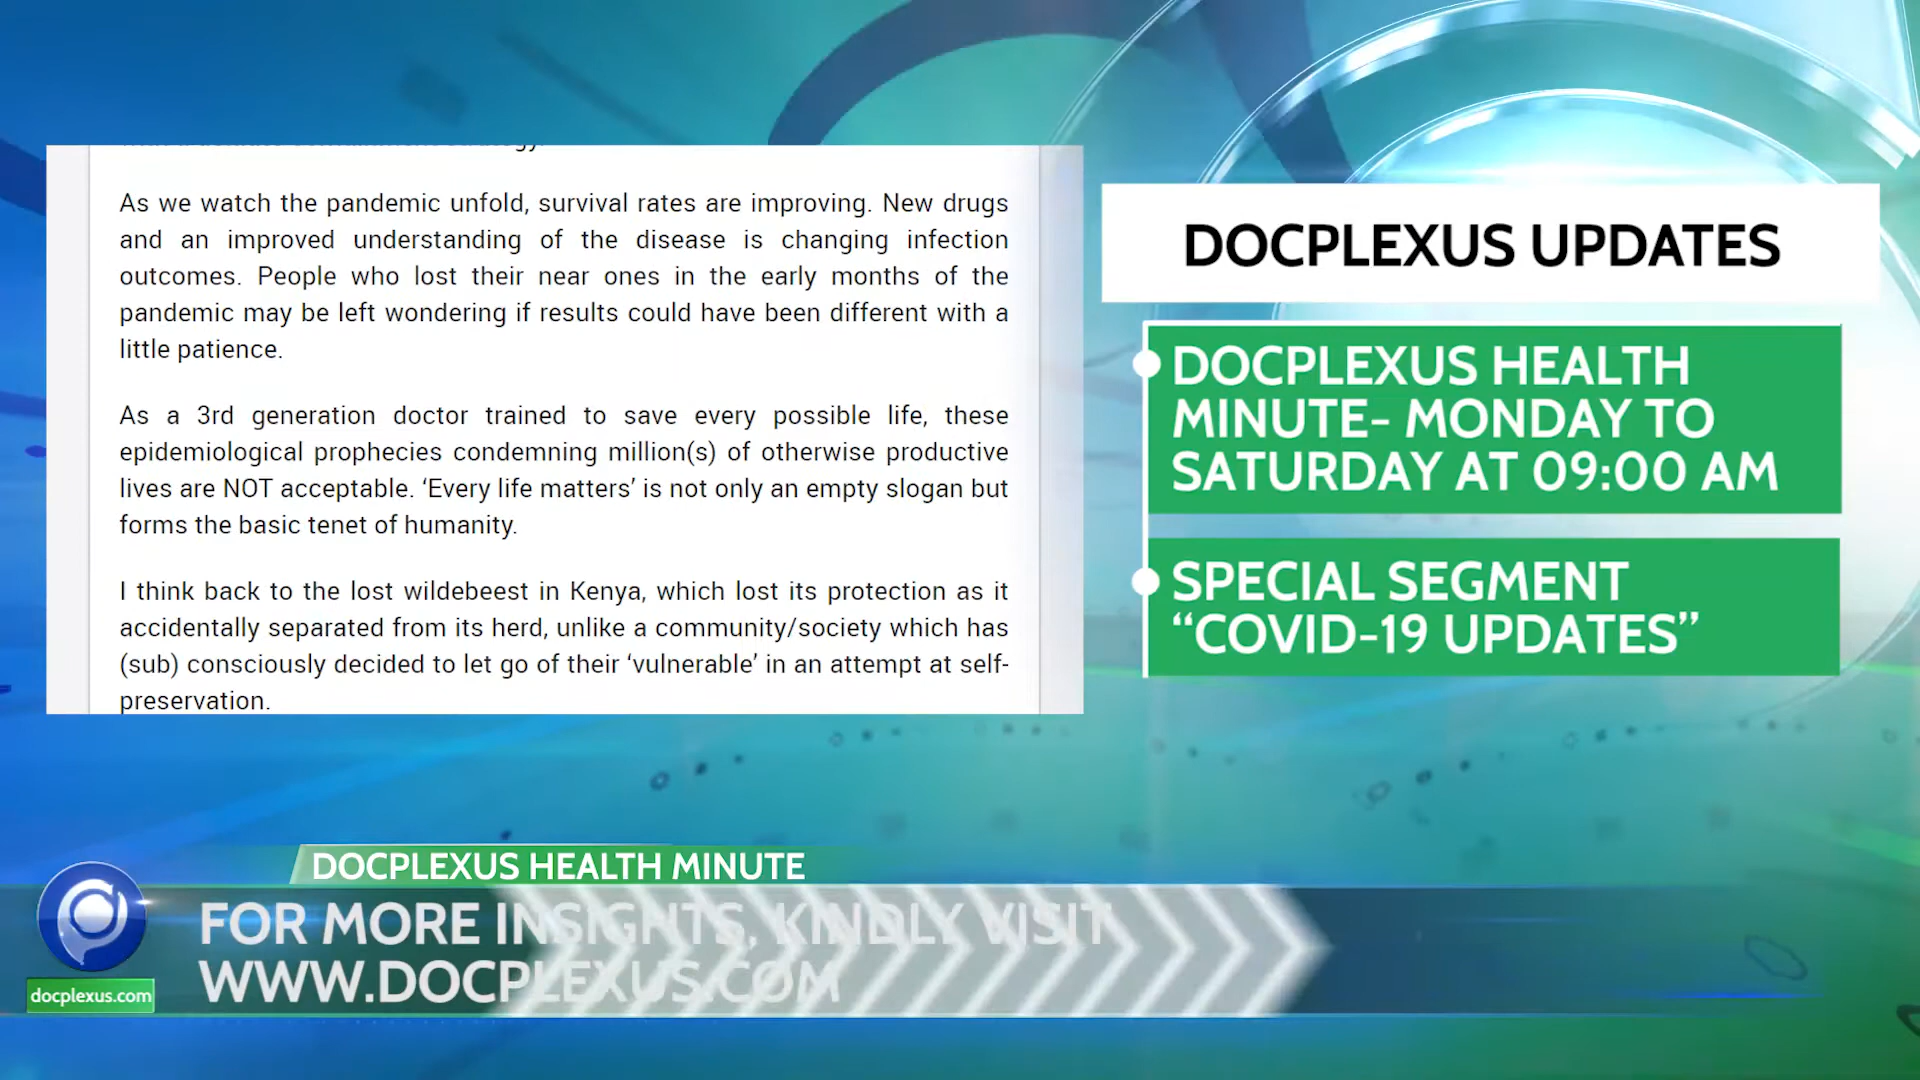 As we watch the pandemic unfold, survival rates are improving. New drugs
and an improved understanding of the disease is changing infection
outcomes. People who lost their near ones in the early months of the
pandemic may be left wondering if results could have been different with a
little patience.
As a 3rd generation doctor trained to save every possible life, these
epidemiological prophecies condemning million(s) of otherwise productive
lives are NOT acceptable. ‘Every life matters’ is not only an empty slogan but
forms the basic tenet of humanity.
I think back to the lost wildebeest in Kenya, which lost its protection as it
accidentally separated from its herd, unlike a community/society which has
(sub) consciously decided to let go of their ‘vulnerable’ in an attempt at self-
preservation.
DOCPLEXUS UPDATES
DOCPLEXUS HEALTH
MINUTE- MONDAY TO
SATURDAY AT 09:00 AM
SPECIAL SEGMENT
“COVID-19 UPDATES”
DOCPLEXUS HEALTH MINUTE
FOR MORE INSIGHTS, KINDLY VISIT
WWW.DOCPLEXUS.COM
docplexus.com